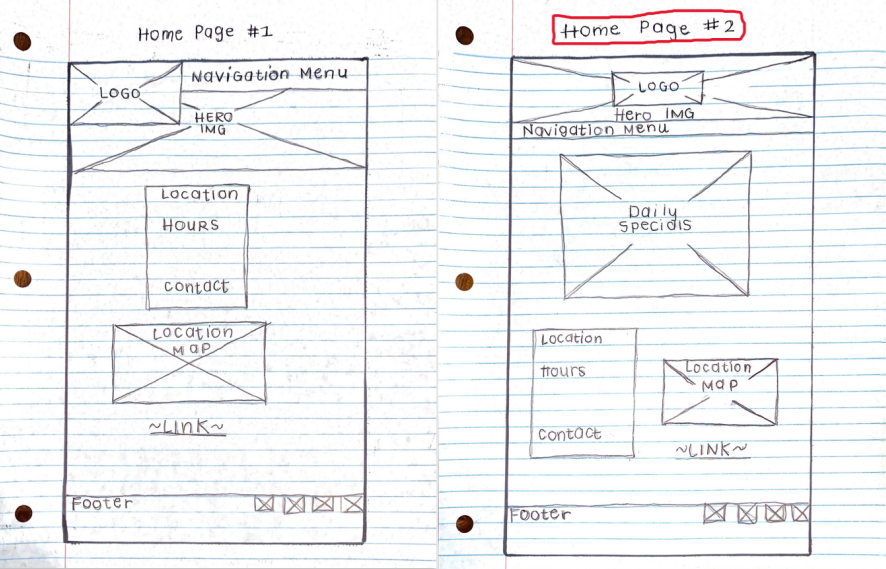 Home Page #1
Navigation Menu
LOGO
HERO
IMG
Location
Hours
Contact
Location
Map
~LINK~
Footer
Home Page #2
LOGO
Hero IMG
Navigation Menu
Daily
Specials
Location
Hours
Contact
Location
Map
~LINK~
Footer